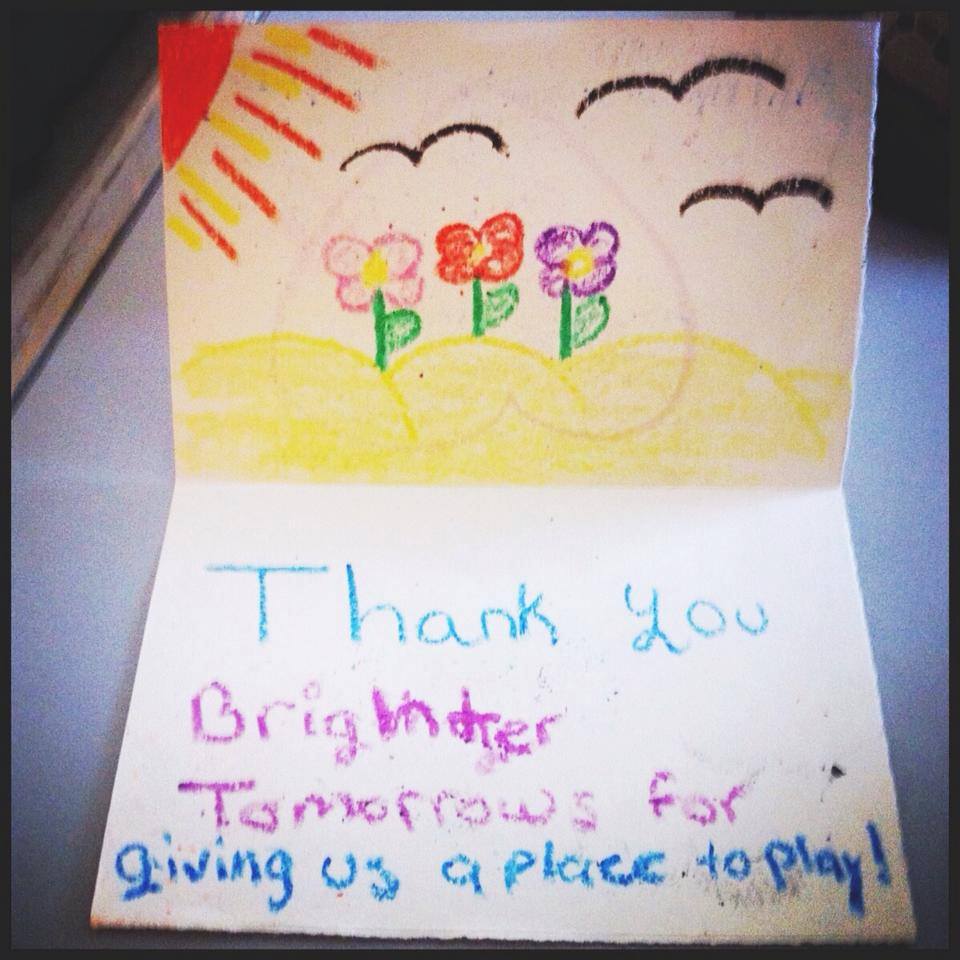 Thank you
Brighter
Tomorrows for
giving us a place to play!